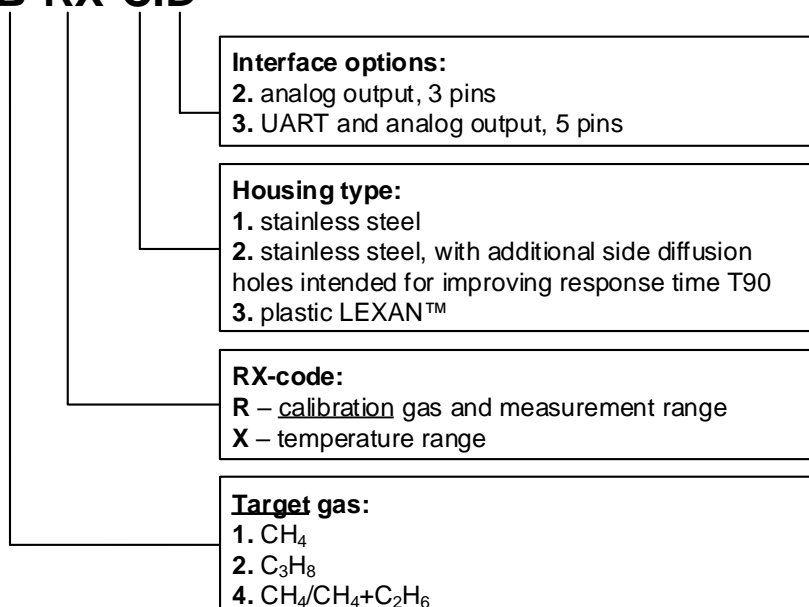 Interface options:
2. analog output, 3 pins
3. UART and analog output, 5 pins
Housing type:
1. stainless steel
2. stainless steel, with additional side diffusion
holes intended for improving response time T90
3. plastic LEXAN™
RX-code:
R – calibration gas and measurement range
X – temperature range
Target gas:
1. CH₄
2. C₃H₈
4. CH₄/CH₄+C₂H₆